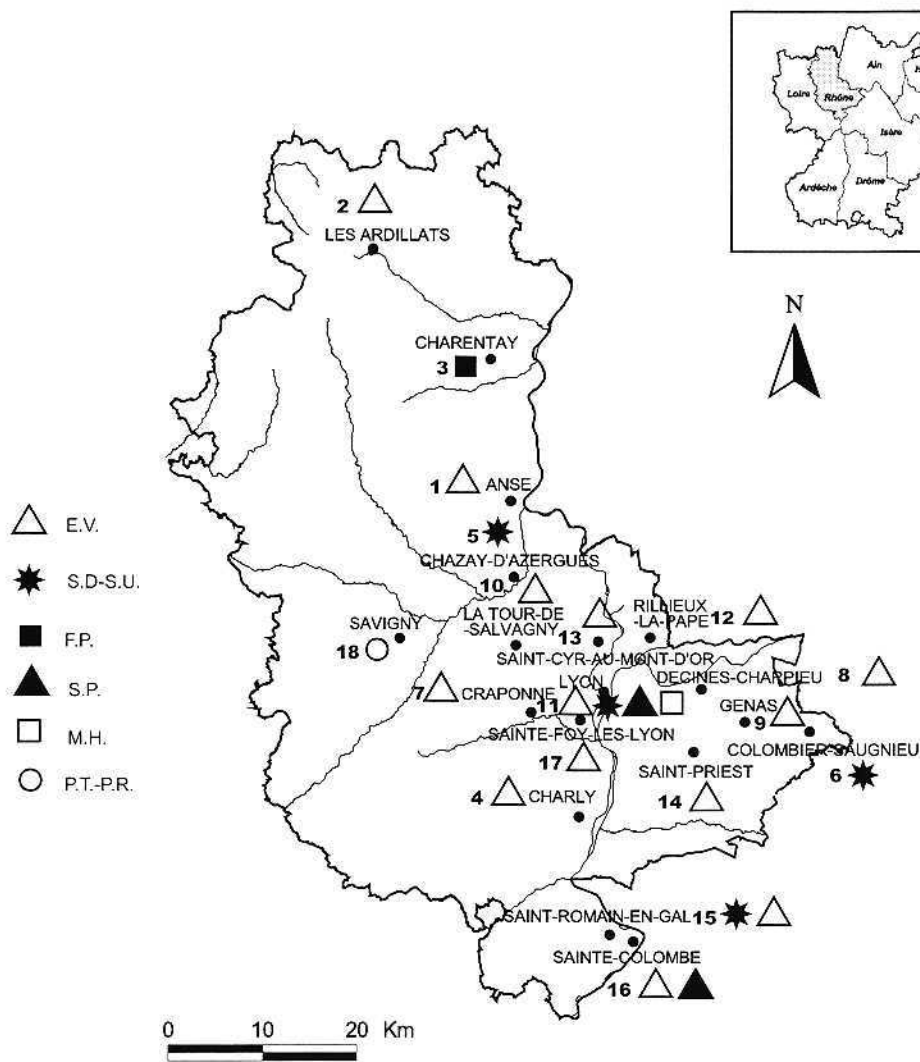 Ain
H
Loire
Rhône
Isère
Ardèche
Drôme
2
LES ARDILLATS
N
CHARENTAY
3
1
ANSE
5
CHAZAY-D'AZERGUES
10
LA TOUR-DE
-SALVAGNY
13
RILLIEUX
-LA-PAPE
12
SAVIGNY
18
SAINT-CYR-AU-MONT-D'OR
DECINES-CHARPIEU
8
7
CRAPONNE
LYON
11
GENAS
9
SAINTE-FOY-LES-LYON
COLOMBIER-SAUGNIEU
17
SAINT-PRIEST
6
4
CHARLY
14
SAINT-ROMAIN-EN-GAL
15
SAINTE-COLOMBE
16
E.V.
S.D-S.U.
F.P.
S.P.
M.H.
P.T.-P.R.
0 10 20 Km